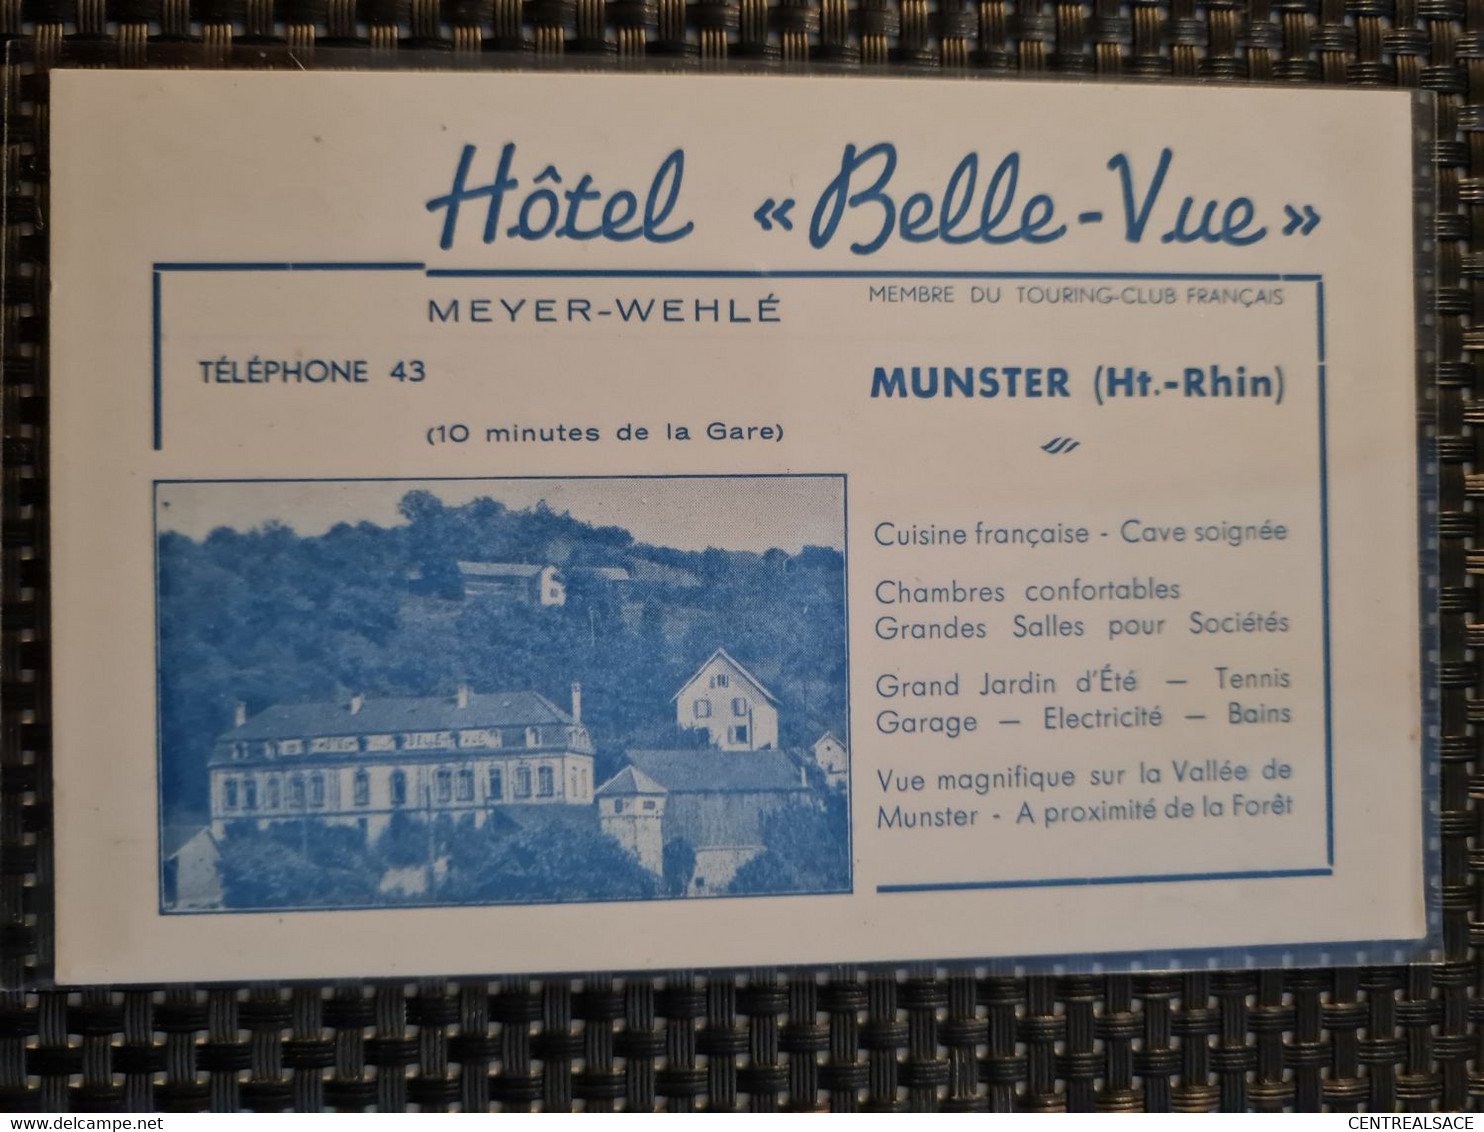 Hôtel « Belle-Vue »
MEYER-WEHLÉ
MEMBRE DU TOURING-CLUB FRANÇAIS
TÉLÉPHONE 43
MUNSTER (Ht.-Rhin)
(10 minutes de la Gare)
Cuisine française - Cave soignée
Chambres confortables
Grandes Salles pour Sociétés
Grand Jardin d'Été — Tennis
Garage — Electricité — Bains
Vue magnifique sur la Vallée de
Munster - A proximité de la Forêt
BELLE-VUE
delcampe.net
CENTREALSACE